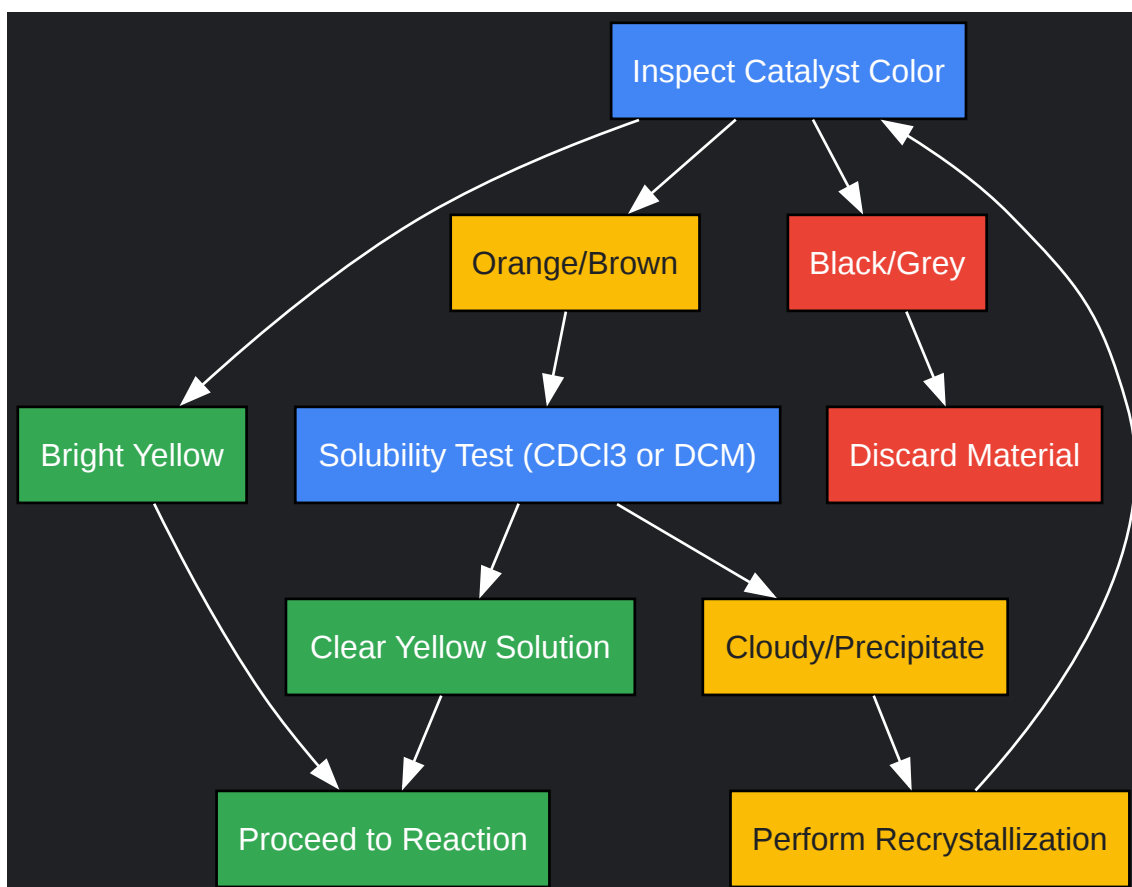 Inspect Catalyst Color
Orange/Brown
Black/Grey
Bright Yellow
Solubility Test (CDCl3 or DCM)
Discard Material
Clear Yellow Solution
Cloudy/Precipitate
Proceed to Reaction
Perform Recrystallization